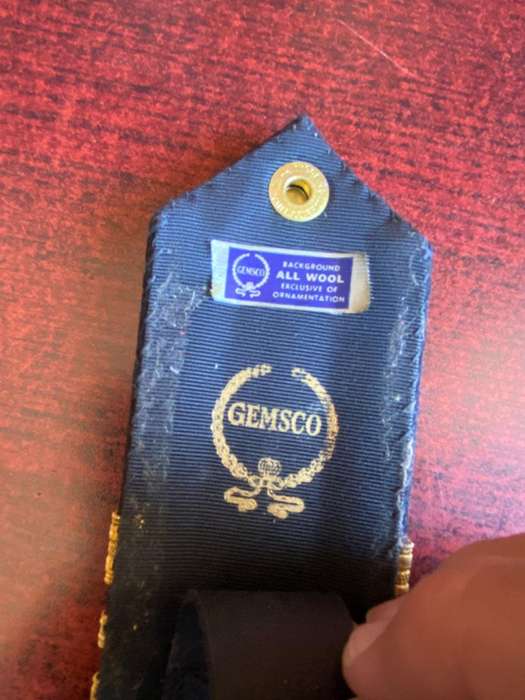 GEMSCO
BACKGROUND
ALL WOOL
EXCLUSIVE OF
ORNAMENTATION
GEMSCO